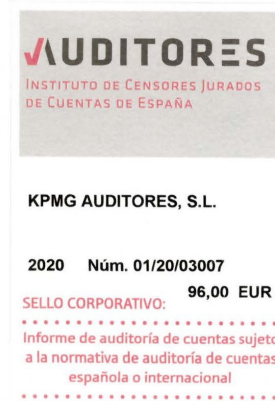 AUDITORES
INSTITUTO DE CENSORES JURADOS
DE CUENTAS DE ESPAÑA
KPMG AUDITORES, S.L.
2020 Núm. 01/20/03007
96,00 EUR
SELLO CORPORATIVO:
Informe de auditoría de cuentas sujeto
a la normativa de auditoría de cuentas
española o internacional